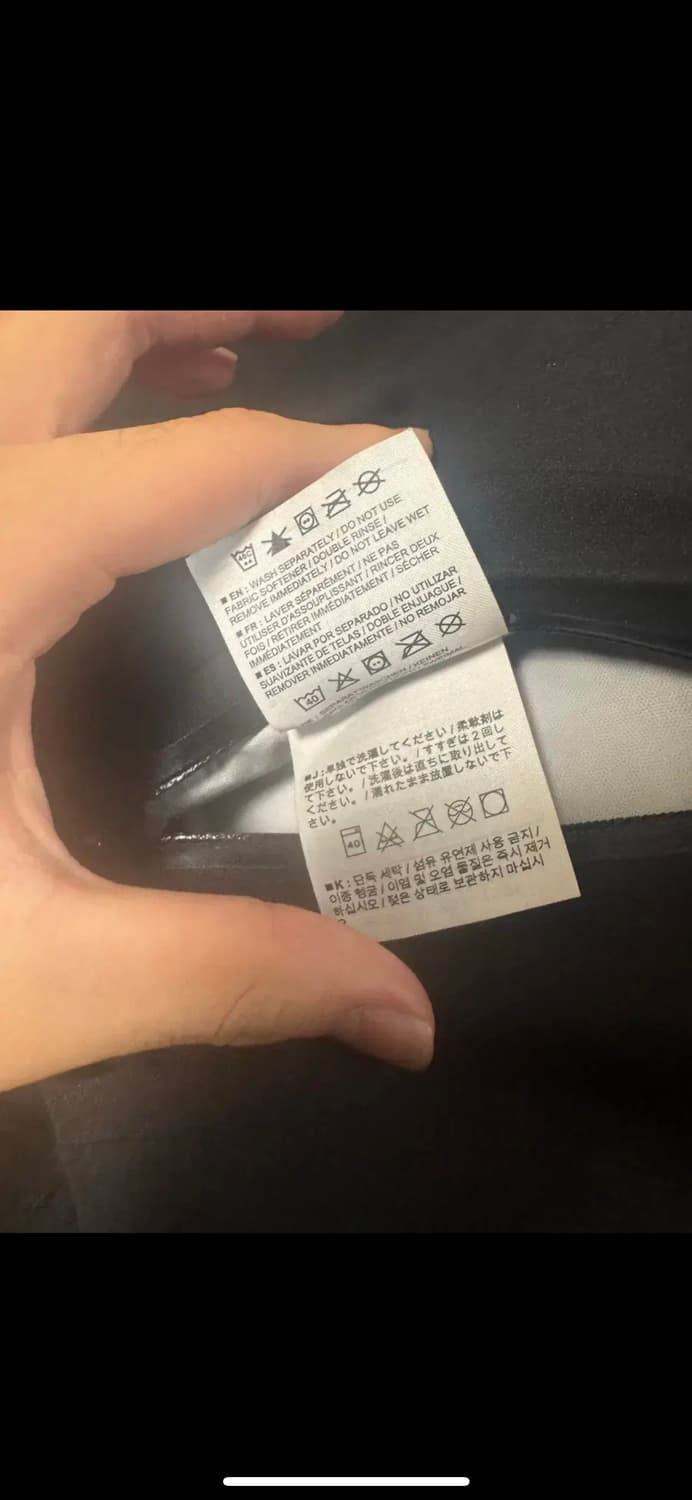 40
■ EN : WASH SEPARATELY / DO NOT USE
FABRIC SOFTENER / DOUBLE RINSE /
REMOVE IMMEDIATELY / DO NOT LEAVE WET
■ FR : LAVER SÉPARÉMENT / NE PAS
UTILISER D'ASSOUPLISSANT / RINCER DEUX
FOIS / RETIRER IMMÉDIATEMENT / SÉCHER
IMMÉDIATEMENT
■ ES : LAVAR POR SEPARADO / NO UTILIZAR
SUAVIZANTE DE TELAS / DOBLE ENJUAGUE /
REMOVER INMEDIATAMENTE / NO REMOJAR
40
SEPARAT WASCHEN / KEINEN
■J : 単独で洗濯してください / 柔軟剤は
使用しないで下さい。/ すすぎは２回し
て下さい。/ 洗濯後は直ちに取り出して
ください。/ 濡れたまま放置しないで下
さい。
40
■K : 단독 세탁 / 섬유 유연제 사용 금지 /
이중 헹굼 / 이염 및 오염 물질은 즉시 제거
하십시오 / 젖은 상태로 보관하지 마십시